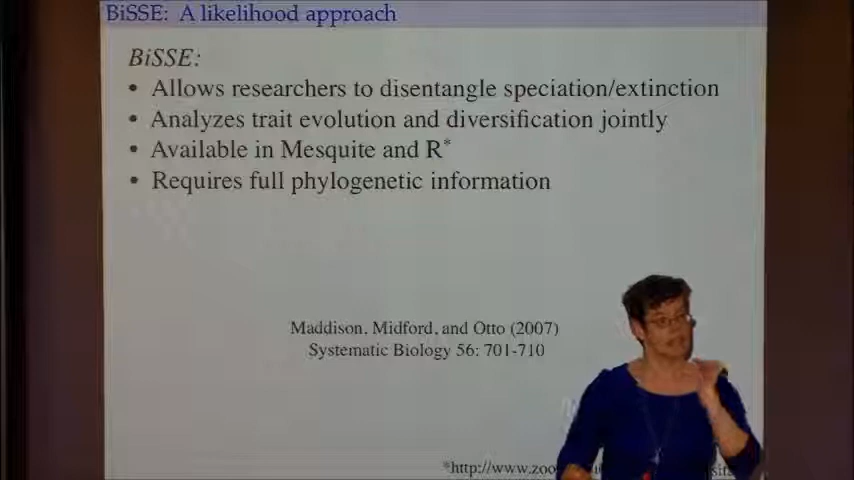 BiSSE: A likelihood approach
BiSSE:
• Allows researchers to disentangle speciation/extinction
• Analyzes trait evolution and diversification jointly
• Available in Mesquite and R*
• Requires full phylogenetic information
Maddison, Midford, and Otto (2007)
Systematic Biology 56: 701-710
*http://www.zoo